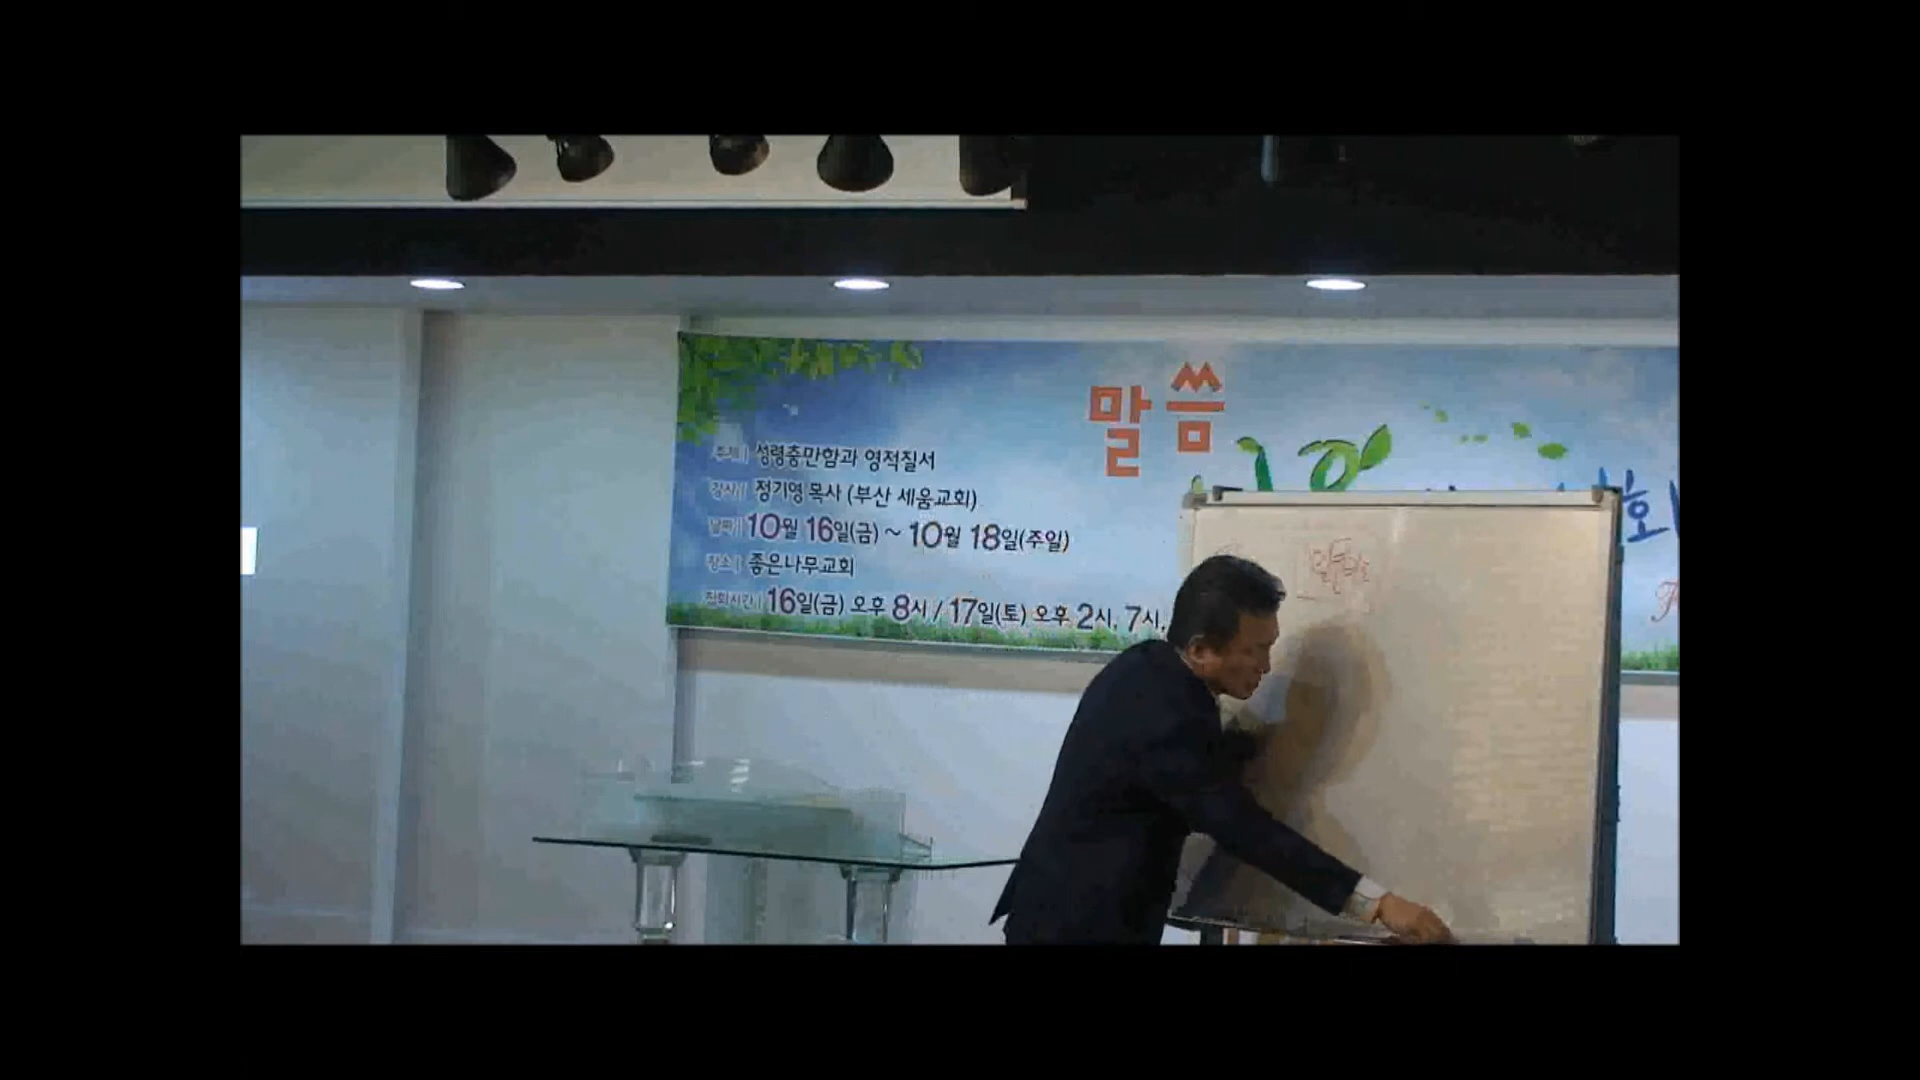 말씀
주제 | 성령충만함과 영적질서
강사 | 정기영 목사 (부산 세움교회)
날짜 | 10월 16일(금) ~ 10월 18일(주일)
장소 | 좋은나무교회
집회시간 | 16일(금) 오후 8시 / 17일(토) 오후 2시, 7시,
회